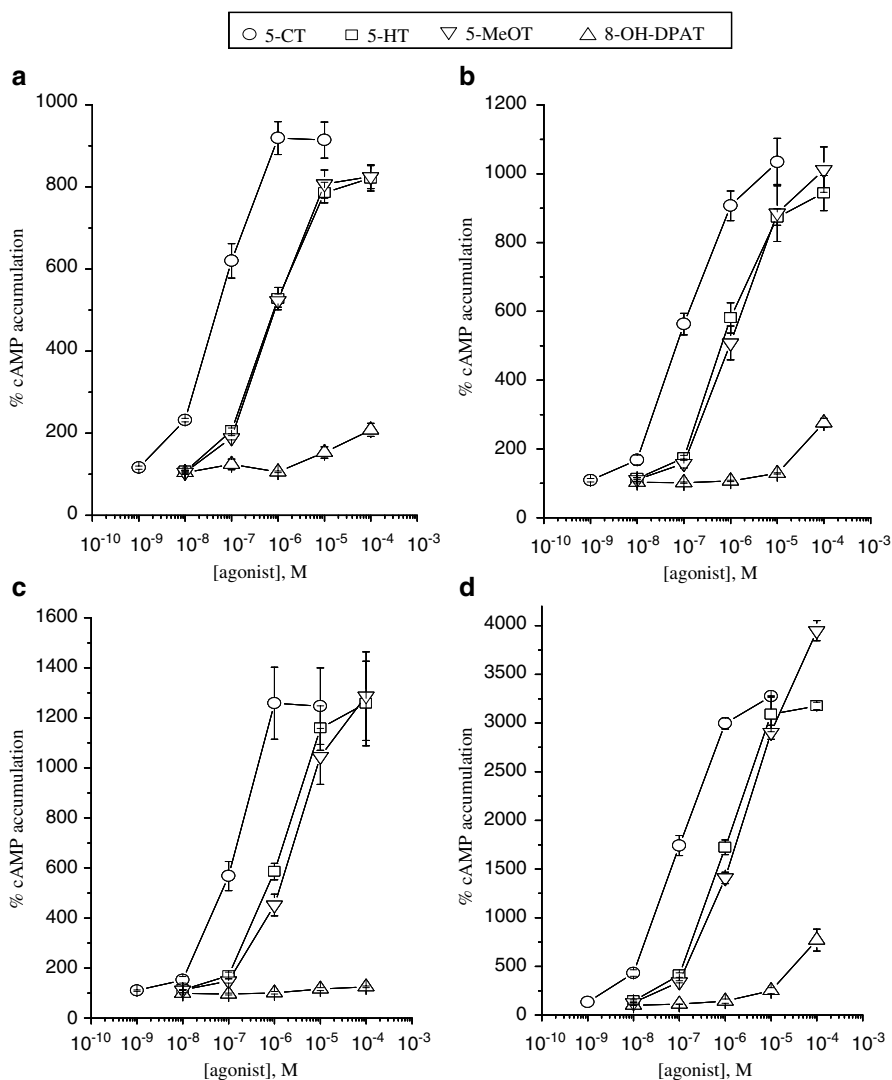 5-CT 5-HT 5-MeOT 8-OH-DPAT
a
1000
800
600
400
200
0
% cAMP accumulation
10-10 10-9 10-8 10-7 10-6 10-5 10-4 10-3
[agonist], M
b
1200
1000
800
600
400
200
0
% cAMP accumulation
10-10 10-9 10-8 10-7 10-6 10-5 10-4 10-3
[agonist], M
c
1600
1400
1200
1000
800
600
400
200
0
% cAMP accumulation
10-10 10-9 10-8 10-7 10-6 10-5 10-4 10-3
[agonist], M
d
4000
3500
3000
2500
2000
1500
1000
500
0
% cAMP accumulation
10-10 10-9 10-8 10-7 10-6 10-5 10-4 10-3
[agonist], M